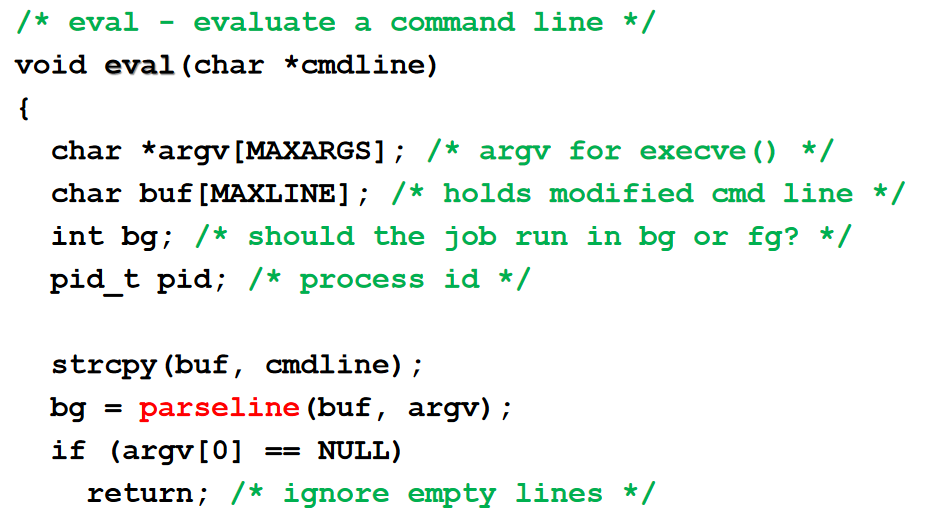 /* eval - evaluate a command line */
void eval(char *cmdline)
{
  char *argv[MAXARGS]; /* argv for execve() */
  char buf[MAXLINE]; /* holds modified cmd line */
  int bg; /* should the job run in bg or fg? */
  pid_t pid; /* process id */

  strcpy(buf, cmdline);
  bg = parseline(buf, argv);
  if (argv[0] == NULL)
    return; /* ignore empty lines */